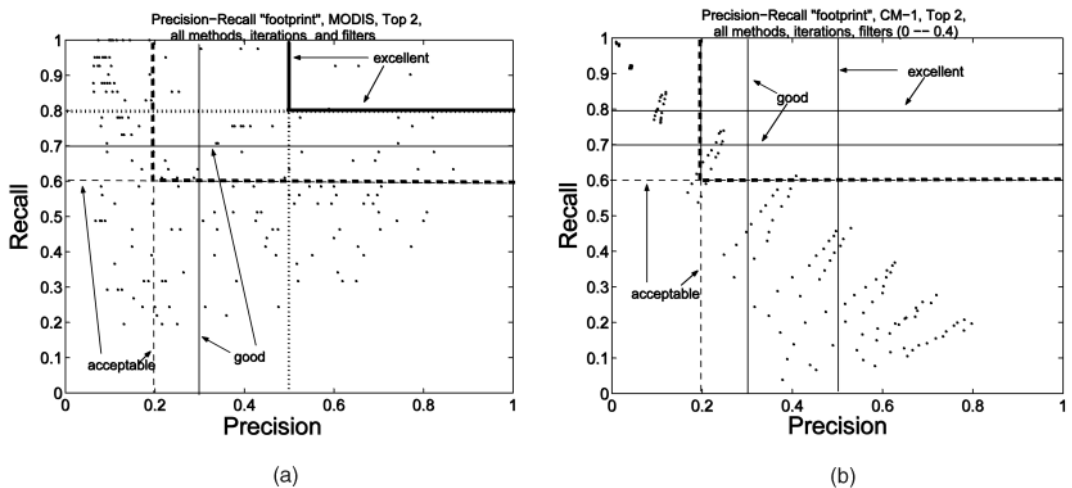 Precision-Recall "footprint", MODIS, Top 2,
all methods, iterations and filters
1
0.9
0.8
0.7
0.6
0.5
0.4
0.3
0.2
0.1
0
Recall
excellent
good
acceptable
0
0.2
0.4
0.6
0.8
1
Precision
(a)
Precision-Recall "footprint", CM-1, Top 2,
all methods, iterations, filters (0 -- 0.4)
1
0.9
0.8
0.7
0.6
0.5
0.4
0.3
0.2
0.1
0
Recall
excellent
good
acceptable
0
0.2
0.4
0.6
0.8
1
Precision
(b)